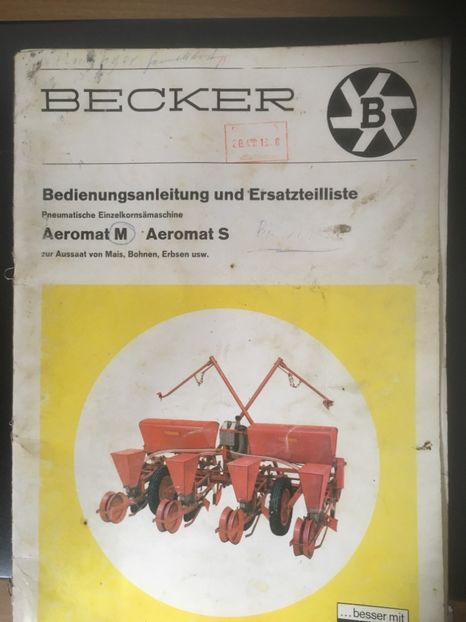 BECKER
B
Bedienungsanleitung und Ersatzteilliste
Pneumatische Einzelkornsämaschine
Aeromat M Aeromat S
zur Aussaat von Mais, Bohnen, Erbsen usw.
...besser mit